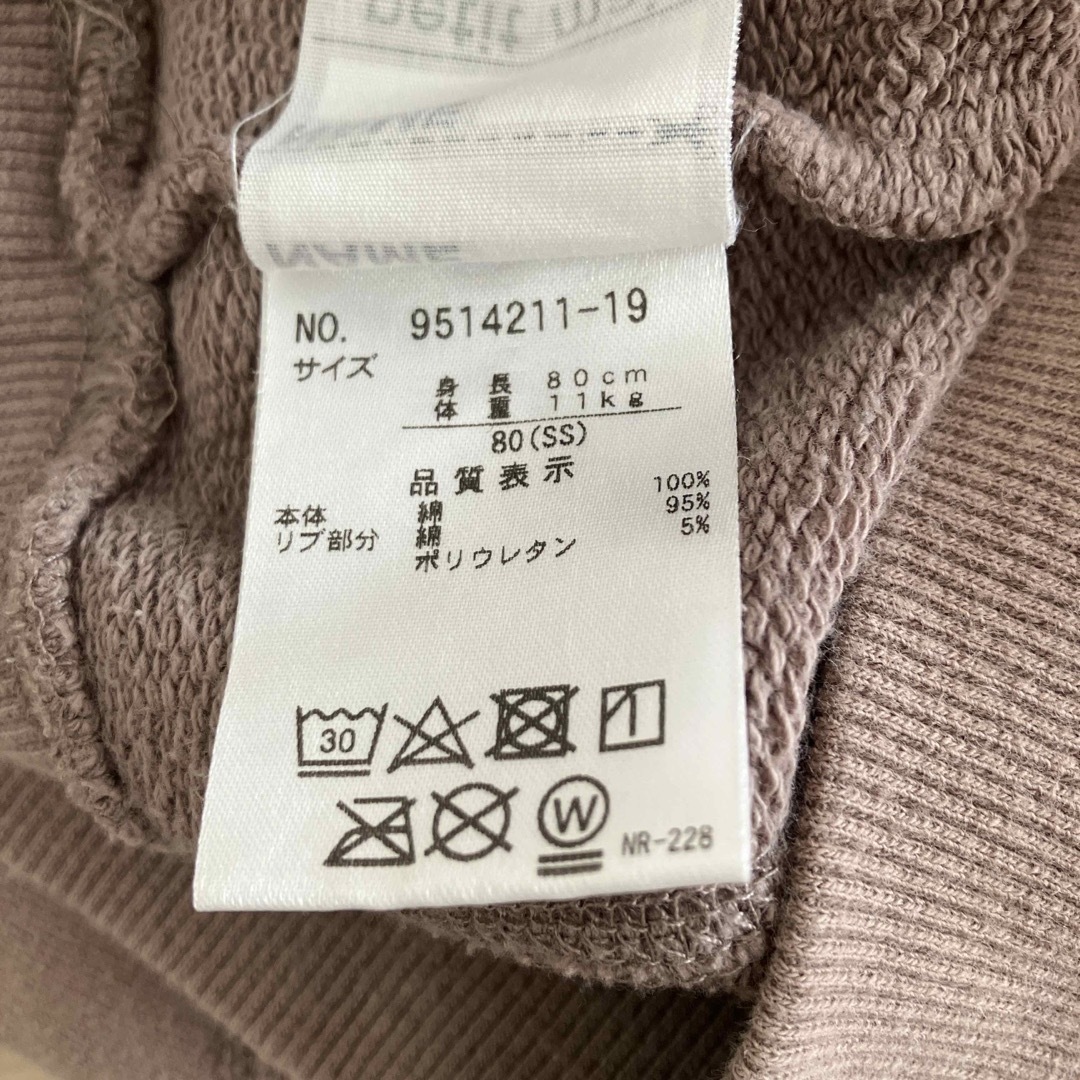 petit
NO. 9514211-19
サイズ
身長 80cm
体重 11kg
80(SS)
品質表示
本体 綿 100%
リブ部分 綿 95%
ポリウレタン 5%
30
W
NR-228